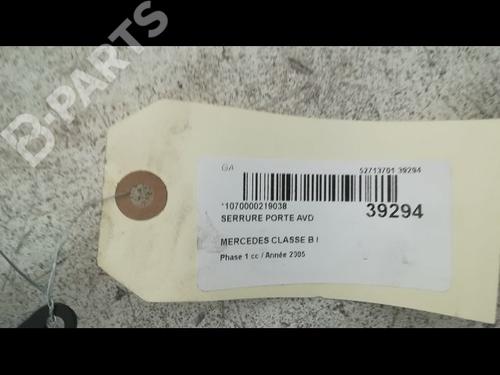 B-PARTS
GA 52713701 39294
*1070000219038
39294
SERRURE PORTE AVD
MERCEDES CLASSE B I
Phase 1 cc / Année 2005